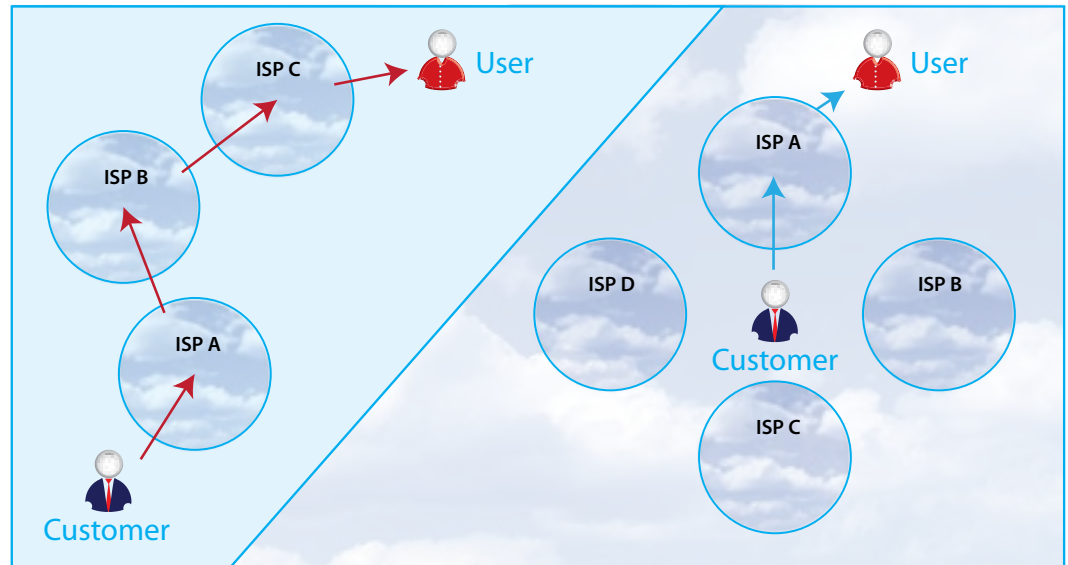 ISP C
User
ISP B
ISP A
Customer
User
ISP A
ISP D
ISP B
Customer
ISP C